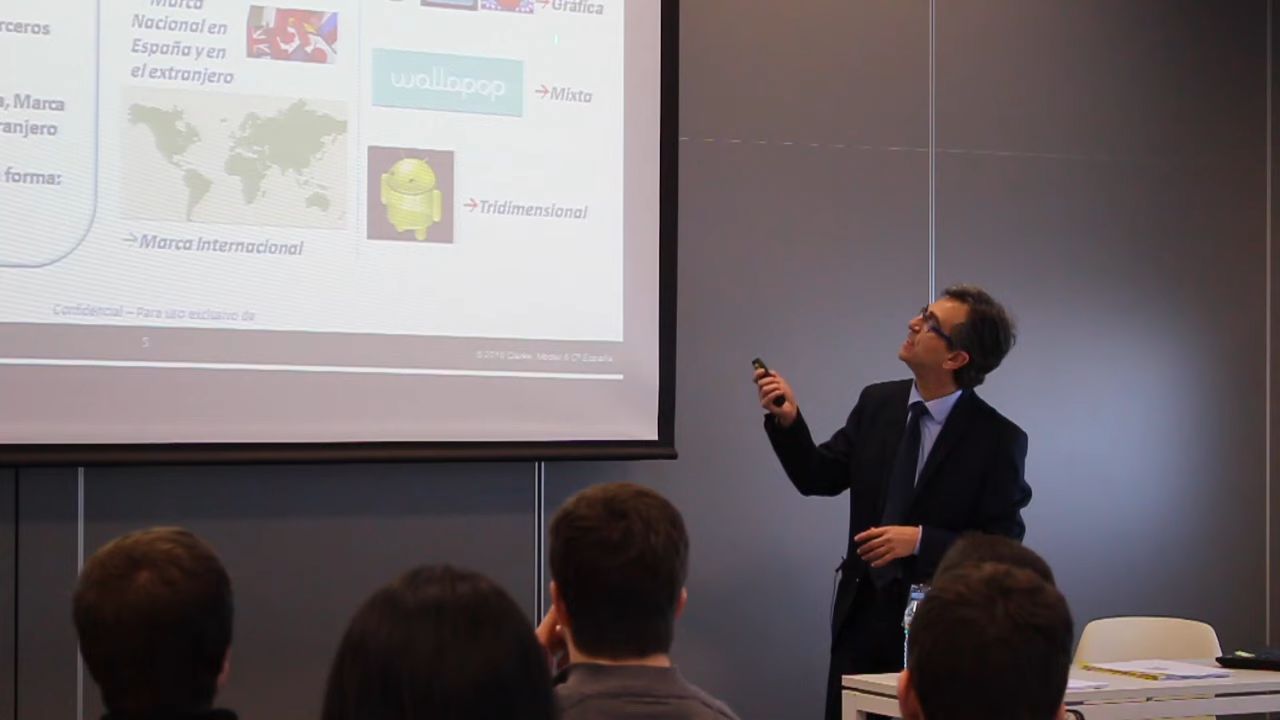 rceros
, Marca
ranjero
forma:
Marca
Nacional en
España y en
el extranjero
→Marca Internacional
→Gráfica
wallapop
→Mixta
→Tridimensional
Confidencial – Para uso exclusivo de
5
España